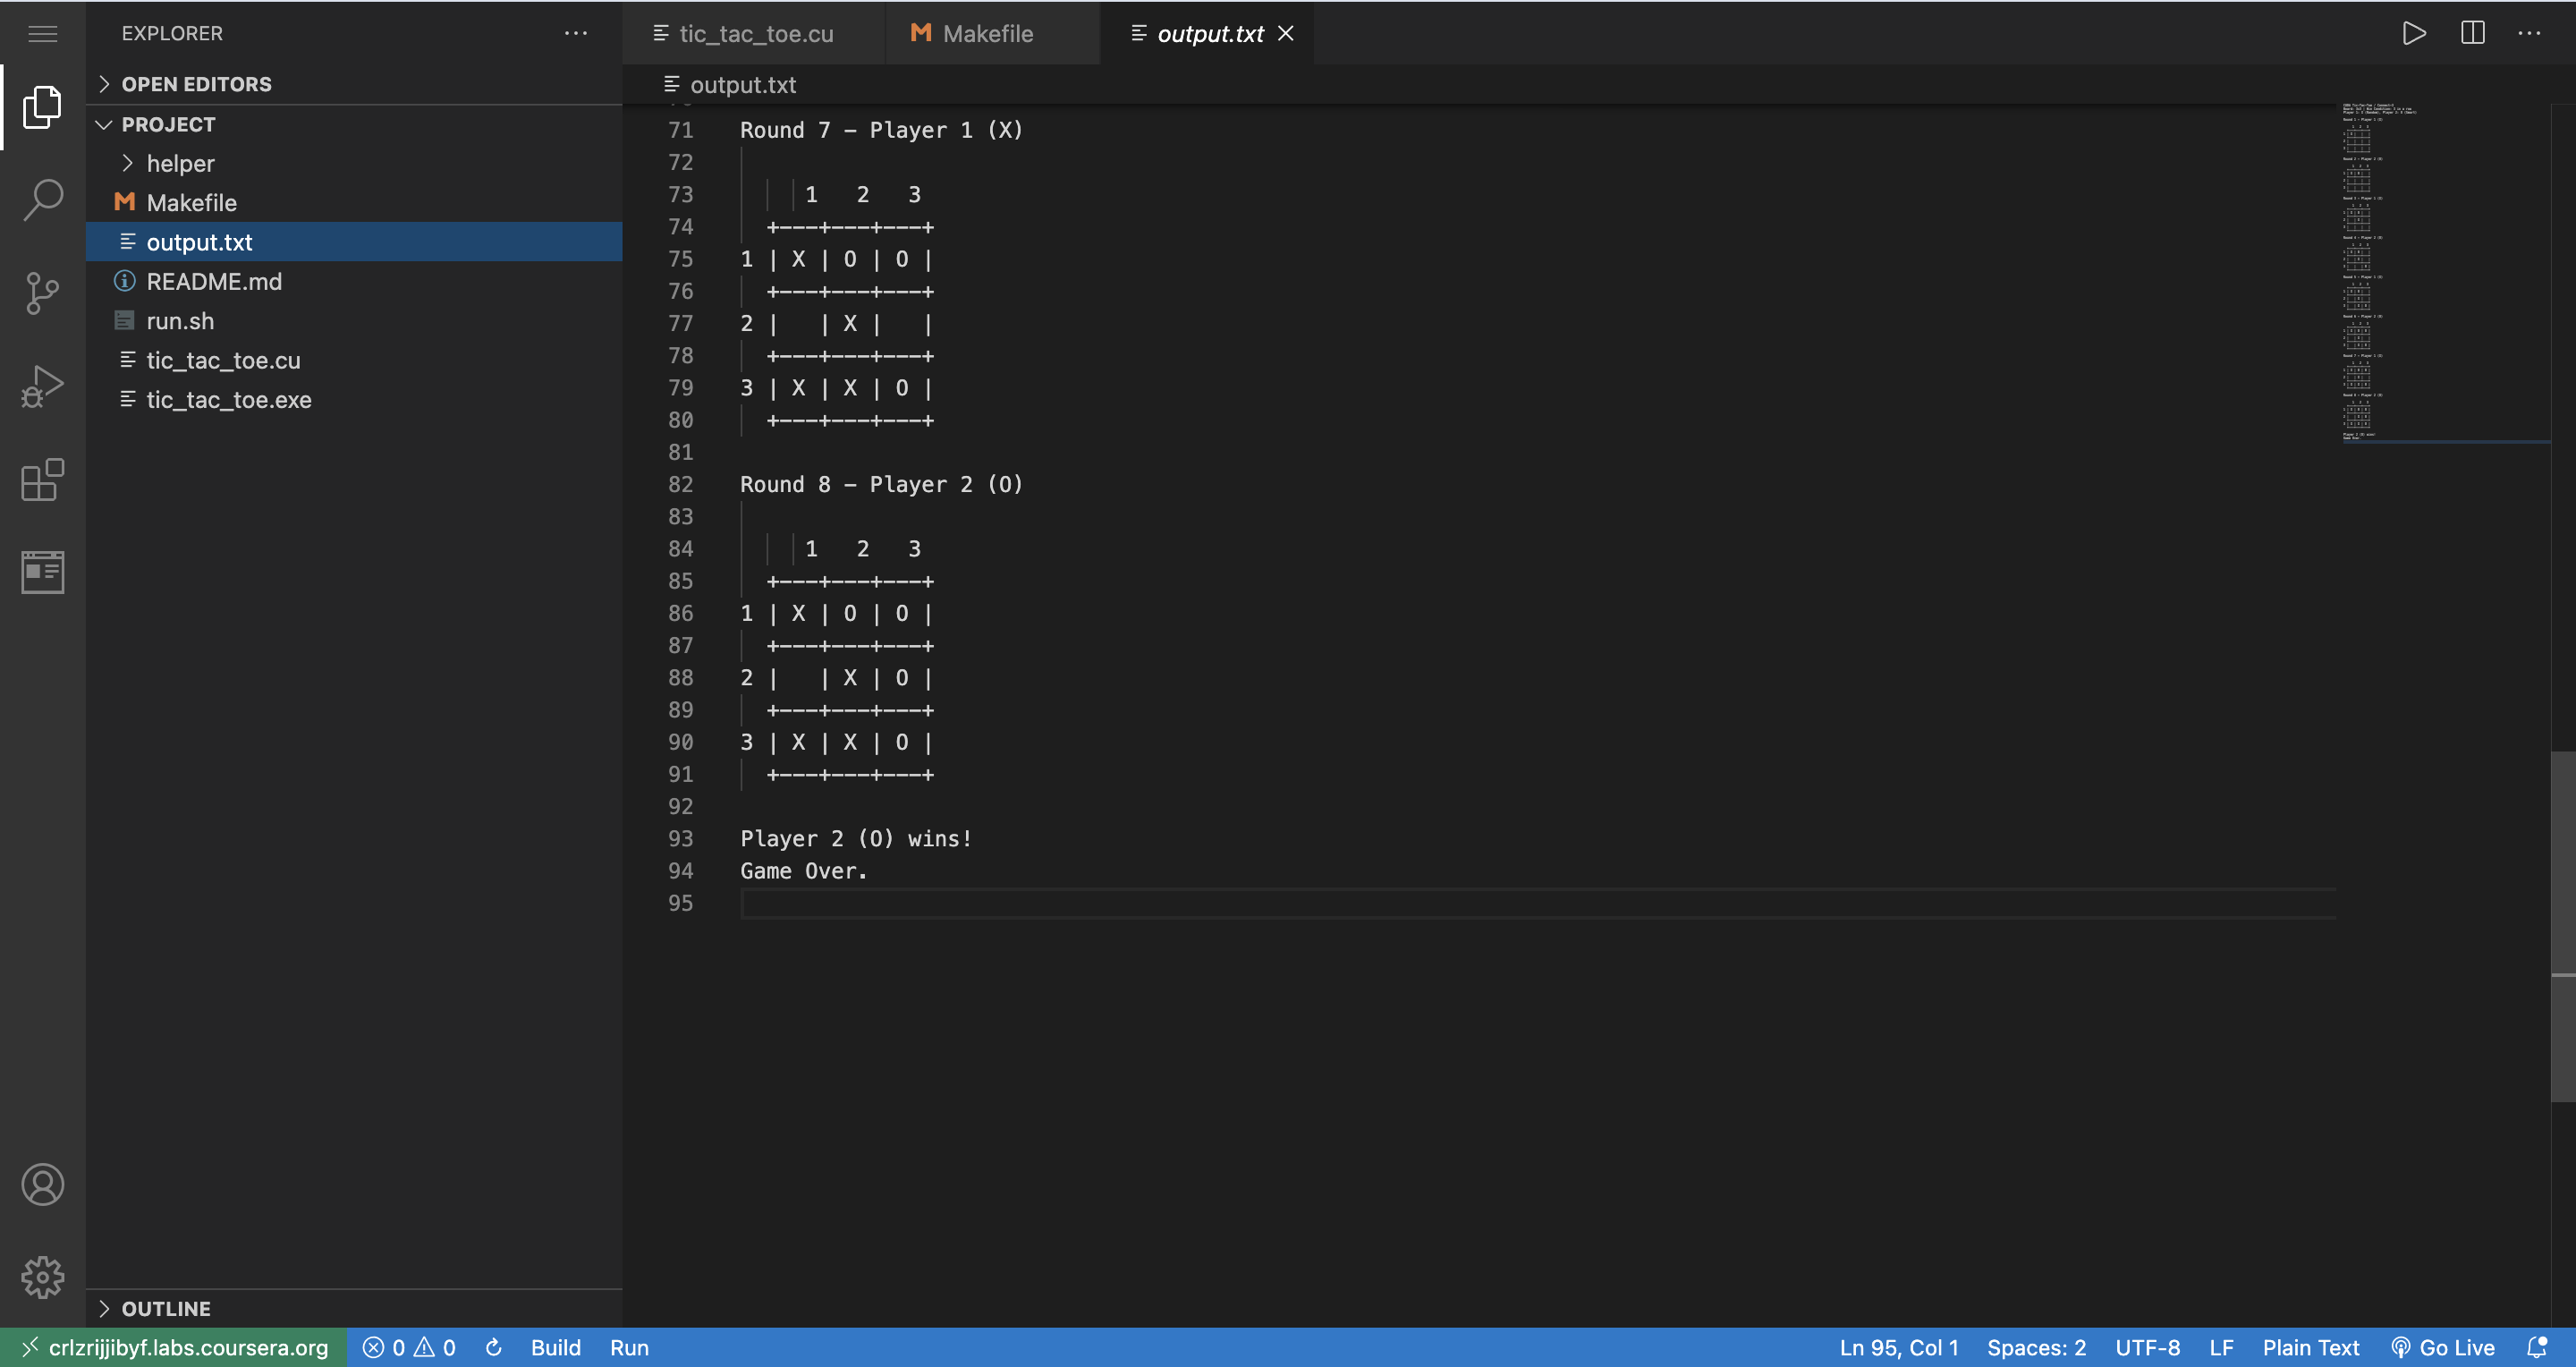 EXPLORER
OPEN EDITORS
PROJECT
helper
Makefile
output.txt
README.md
run.sh
tic_tac_toe.cu
tic_tac_toe.exe
OUTLINE
tic_tac_toe.cu Makefile output.txt
output.txt
71 Round 7 - Player 1 (X)
72
73 1 2 3
74 +---+---+---+
75 1 | X | O | O |
76 +---+---+---+
77 2 |   | X |   |
78 +---+---+---+
79 3 | X | X | O |
80 +---+---+---+
81
82 Round 8 - Player 2 (O)
83
84 1 2 3
85 +---+---+---+
86 1 | X | O | O |
87 +---+---+---+
88 2 |   | X | O |
89 +---+---+---+
90 3 | X | X | O |
91 +---+---+---+
92
93 Player 2 (O) wins!
94 Game Over.
95
crlzrijjibyf.labs.coursera.org 0 0 Build Run Ln 95, Col 1 Spaces: 2 UTF-8 LF Plain Text Go Live